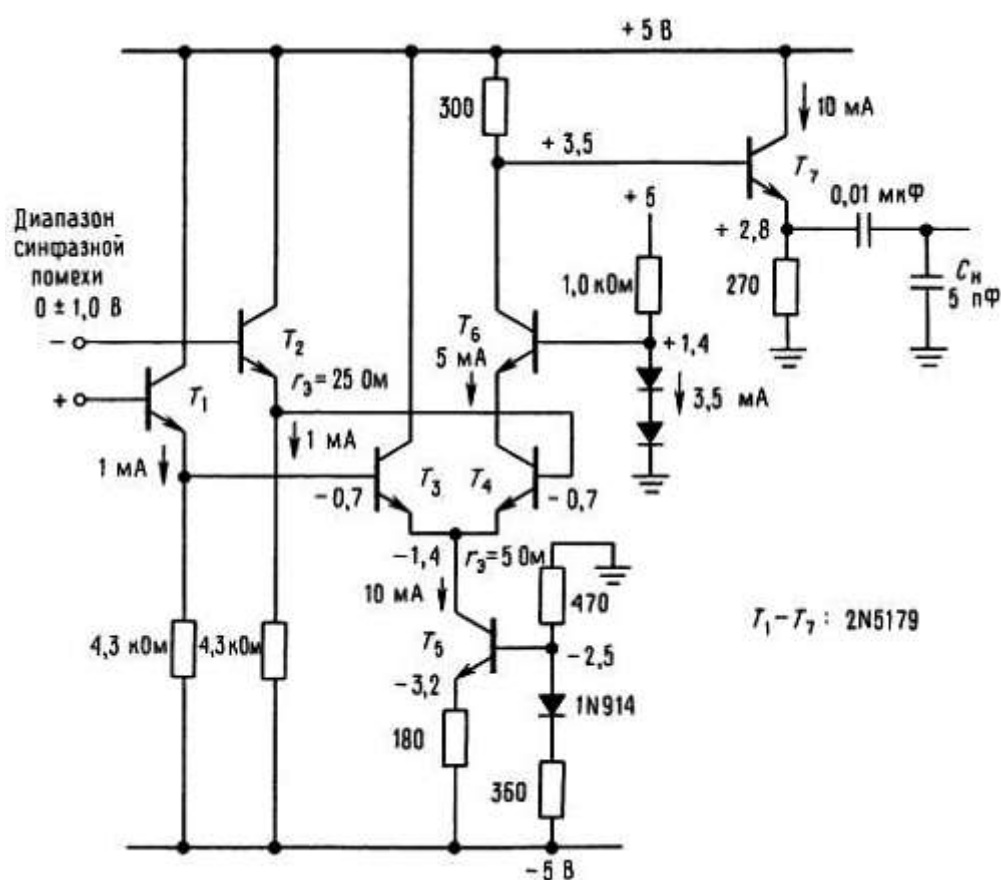 +5 В
300
10 мА
+ 3,5
T₇
0,01 мкФ
+ 5
+ 2,8
Диапазон
синфазной
помехи
0 ± 1,0 В
1,0 кОм
270
Cн
5 пФ
−
T₂
T₆
+1,4
5 мА
rэ = 25 Ом
3,5 мА
+
T₁
1 мА
1 мА
T₃
T₄
−0,7
−0,7
−1,4
rэ = 5 Ом
10 мА
470
T₁–T₇: 2N5179
4,3 кОм
4,3 кОм
T₅
−2,5
−3,2
1N914
180
360
−5 В